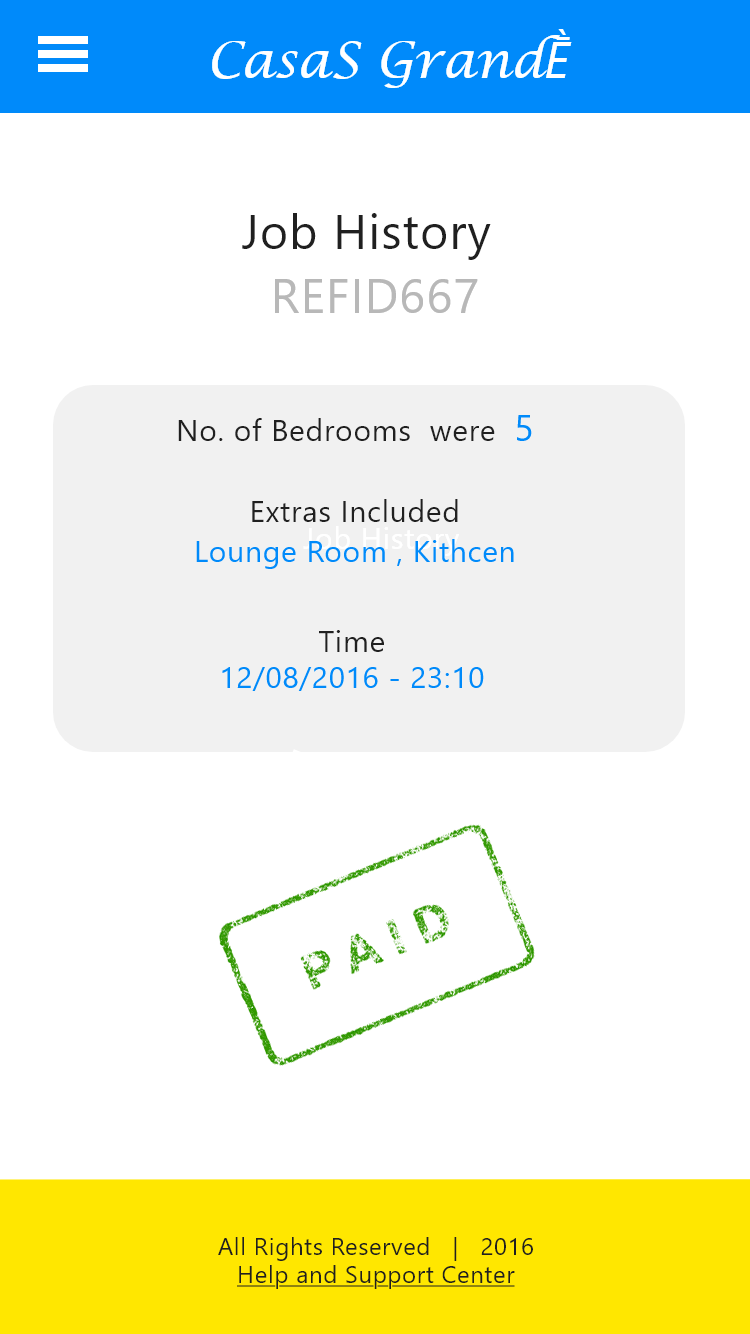 CasaS GrandḔ
Job History
REFID667
No. of Bedrooms were 5
Extras Included
Job History
Lounge Room , Kithcen
Time
12/08/2016 - 23:10
PAID
All Rights Reserved | 2016
Help and Support Center